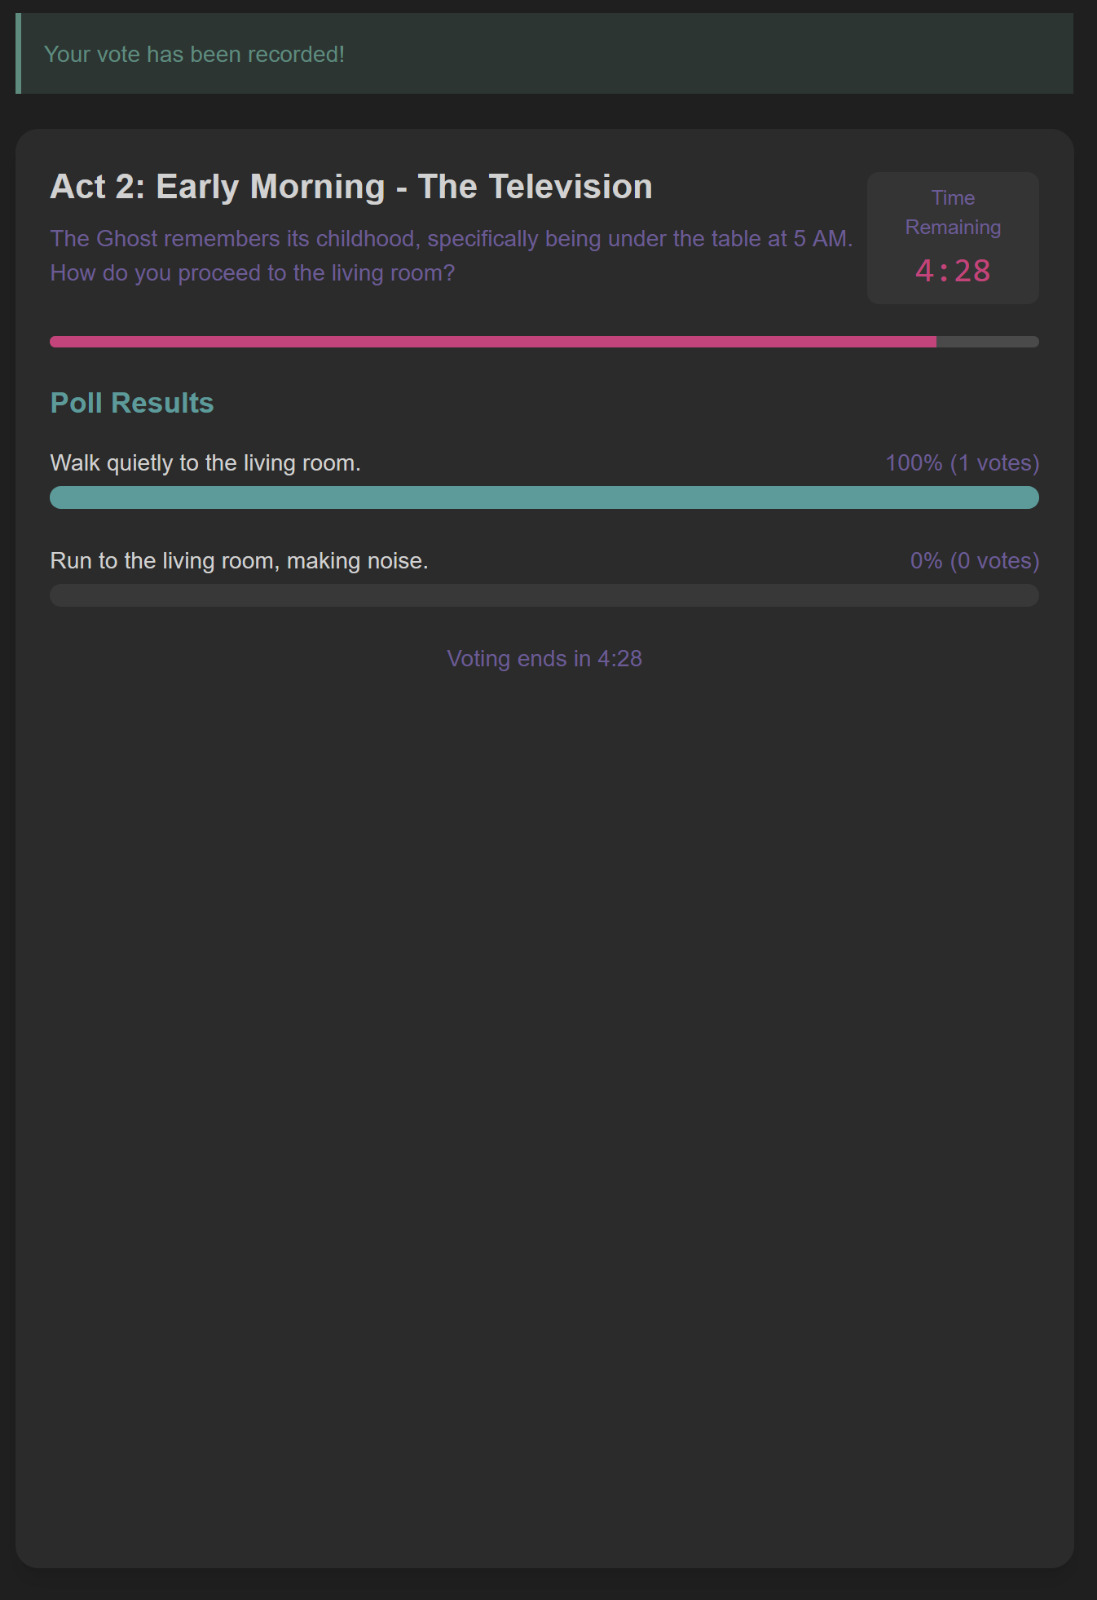 Your vote has been recorded!
Act 2: Early Morning - The Television
The Ghost remembers its childhood, specifically being under the table at 5 AM.
How do you proceed to the living room?
Time
Remaining
4:28
Poll Results
Walk quietly to the living room.
100% (1 votes)
Run to the living room, making noise.
0% (0 votes)
Voting ends in 4:28